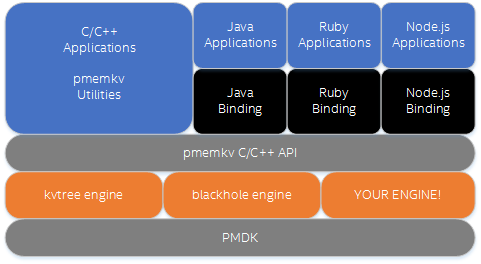 C/C++
Applications
pmemkv
Utilities
Java
Applications
Ruby
Applications
Node.js
Applications
Java
Binding
Ruby
Binding
Node.js
Binding
pmemkv C/C++ API
kvtree engine
blackhole engine
YOUR ENGINE!
PMDK